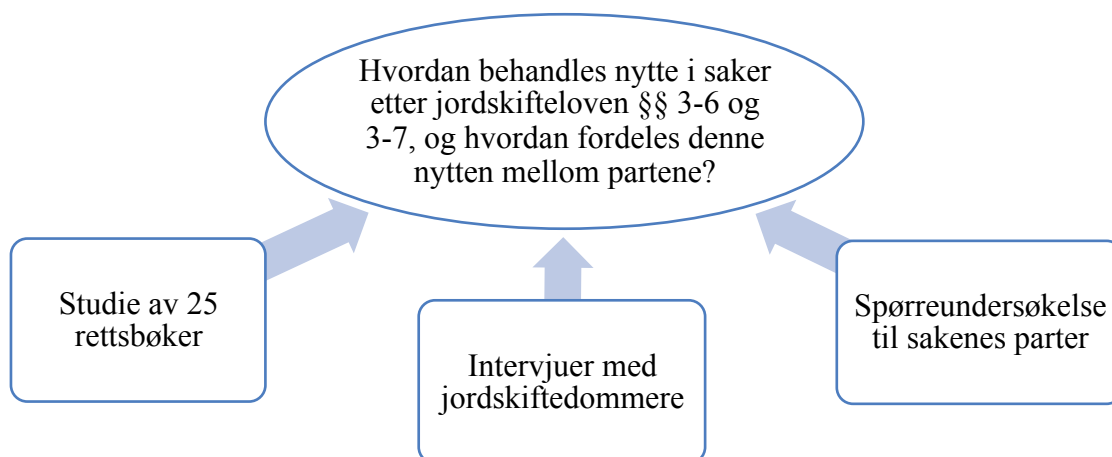 Hvordan behandles nytte i saker
etter jordskifteloven §§ 3-6 og
3-7, og hvordan fordeles denne
nytten mellom partene?
Studie av 25
rettsbøker
Intervjuer med
jordskiftedommere
Spørreundersøkelse
til sakenes parter